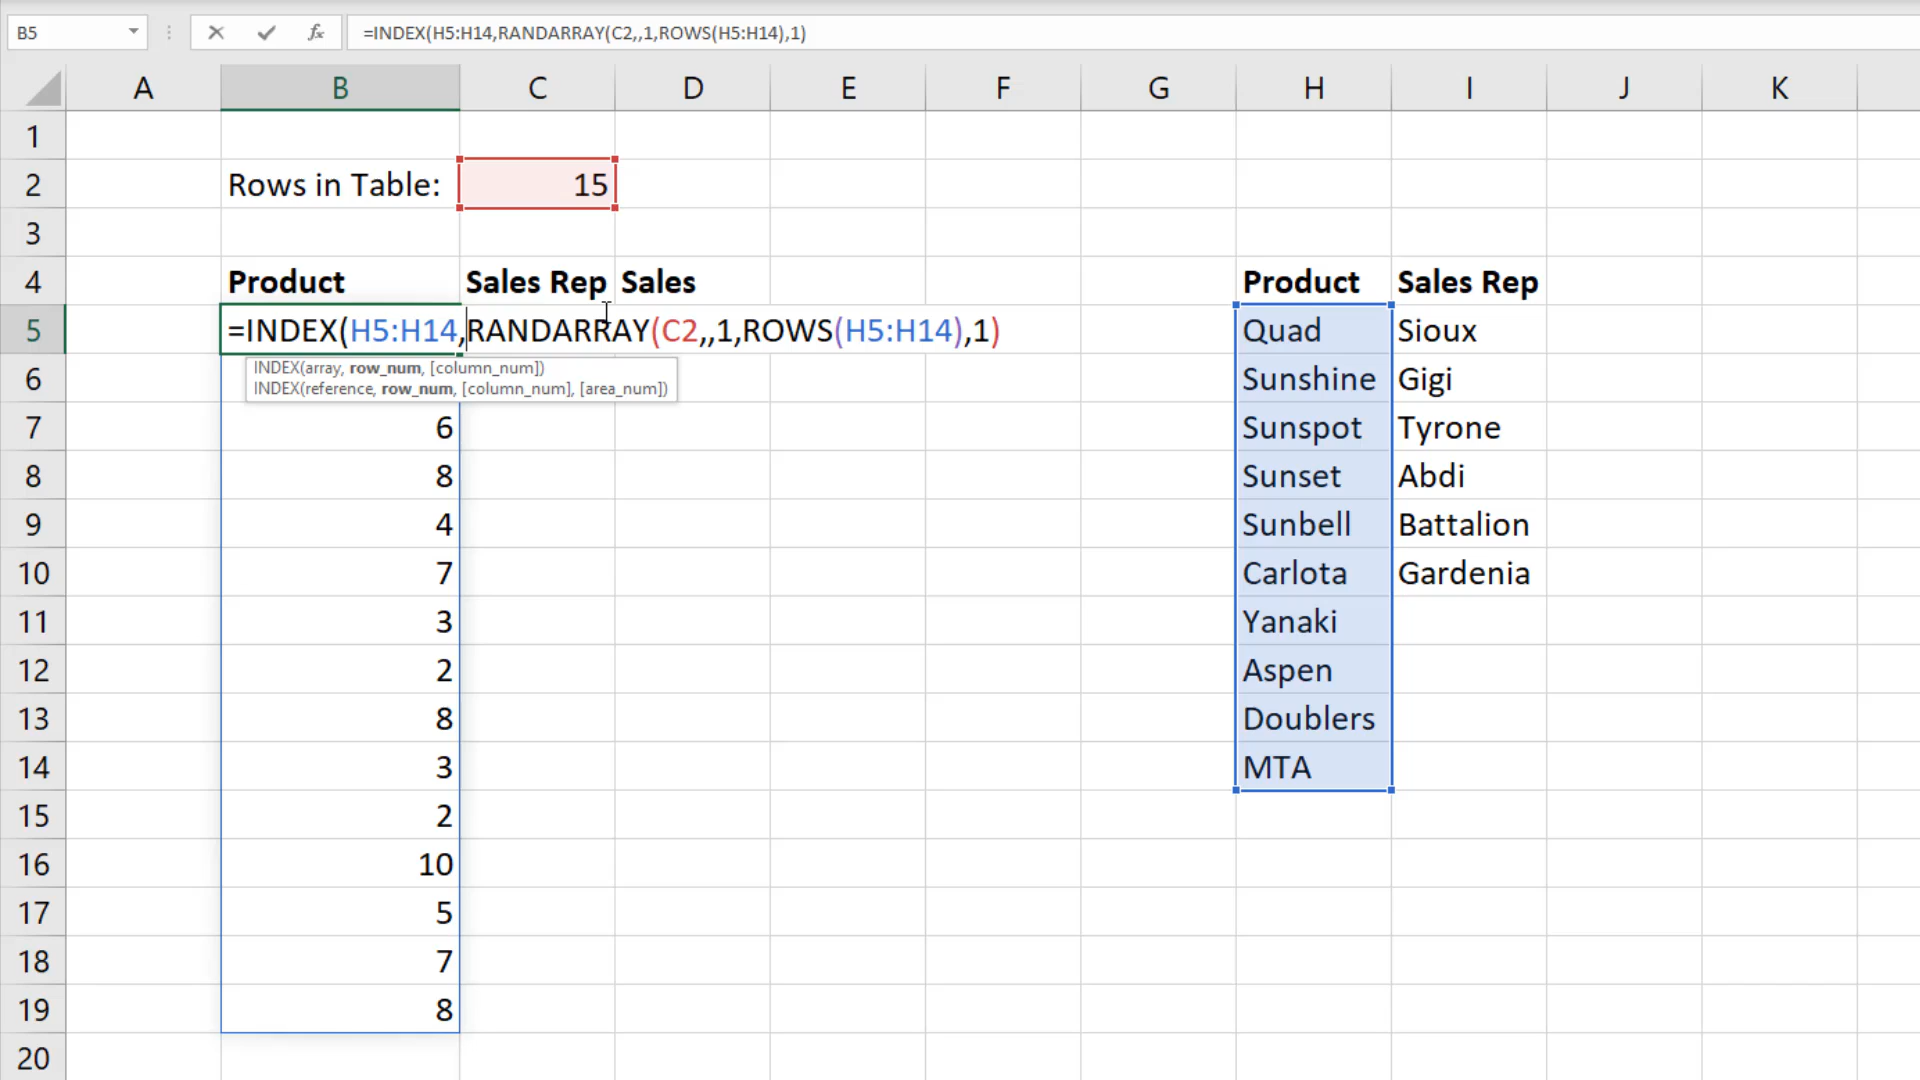 B5
fx
=INDEX(H5:H14,RANDARRAY(C2,,1,ROWS(H5:H14),1)
A B C D E F G H I J K
1
2 Rows in Table: 15
3
4 Product Sales Rep Sales Product Sales Rep
5 =INDEX(H5:H14,RANDARRAY(C2,,1,ROWS(H5:H14),1) Quad Sioux
INDEX(array, row_num, [column_num])
INDEX(reference, row_num, [column_num], [area_num])
6 Sunshine Gigi
7 6 Sunspot Tyrone
8 8 Sunset Abdi
9 4 Sunbell Battalion
10 7 Carlota Gardenia
11 3 Yanaki
12 2 Aspen
13 8 Doublers
14 3 MTA
15 2
16 10
17 5
18 7
19 8
20